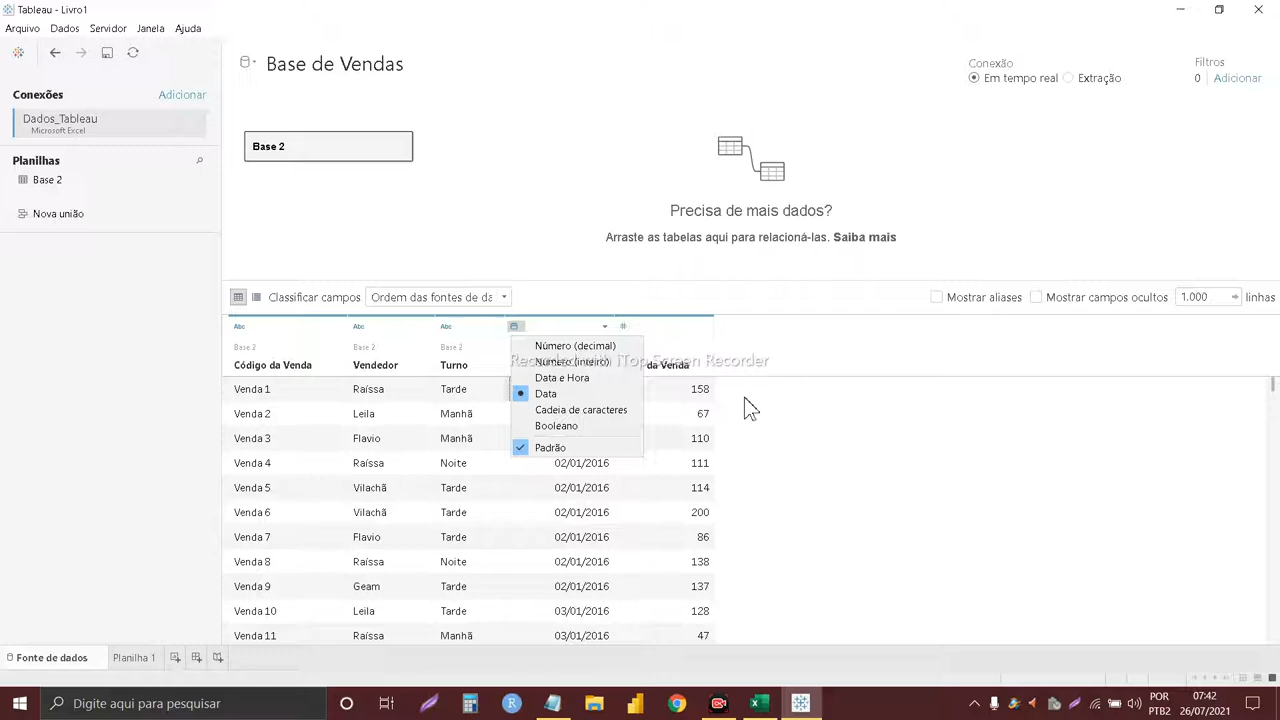 Tableau - Livro1
Arquivo Dados Servidor Janela Ajuda
Conexões Adicionar
Dados_Tableau
Microsoft Excel
Planilhas
Base 2
Nova união
Base de Vendas
Conexão
Em tempo real Extração
Filtros
0 Adicionar
Base 2
Precisa de mais dados?
Arraste as tabelas aqui para relacioná-las. Saiba mais
Classificar campos Ordem das fontes de da
Mostrar aliases Mostrar campos ocultos 1.000 linhas
Abc Abc Abc #
Base 2 Base 2 Base 2
Código da Venda Vendedor Turno da Venda
Número (decimal)
Número (inteiro)
Data e Hora
Data
Cadeia de caracteres
Booleano
Padrão
Recorded with iTop Screen Recorder
Venda 1 Raíssa Tarde 158
Venda 2 Leila Manhã 67
Venda 3 Flavio Manhã 110
Venda 4 Raíssa Noite 02/01/2016 111
Venda 5 Vilachã Tarde 02/01/2016 114
Venda 6 Vilachã Tarde 02/01/2016 200
Venda 7 Flavio Tarde 02/01/2016 86
Venda 8 Raíssa Noite 02/01/2016 138
Venda 9 Geam Tarde 02/01/2016 137
Venda 10 Leila Tarde 03/01/2016 128
Venda 11 Raíssa Manhã 03/01/2016 47
Fonte de dados Planilha 1
Digite aqui para pesquisar
POR
PTB2
07:42
26/07/2021